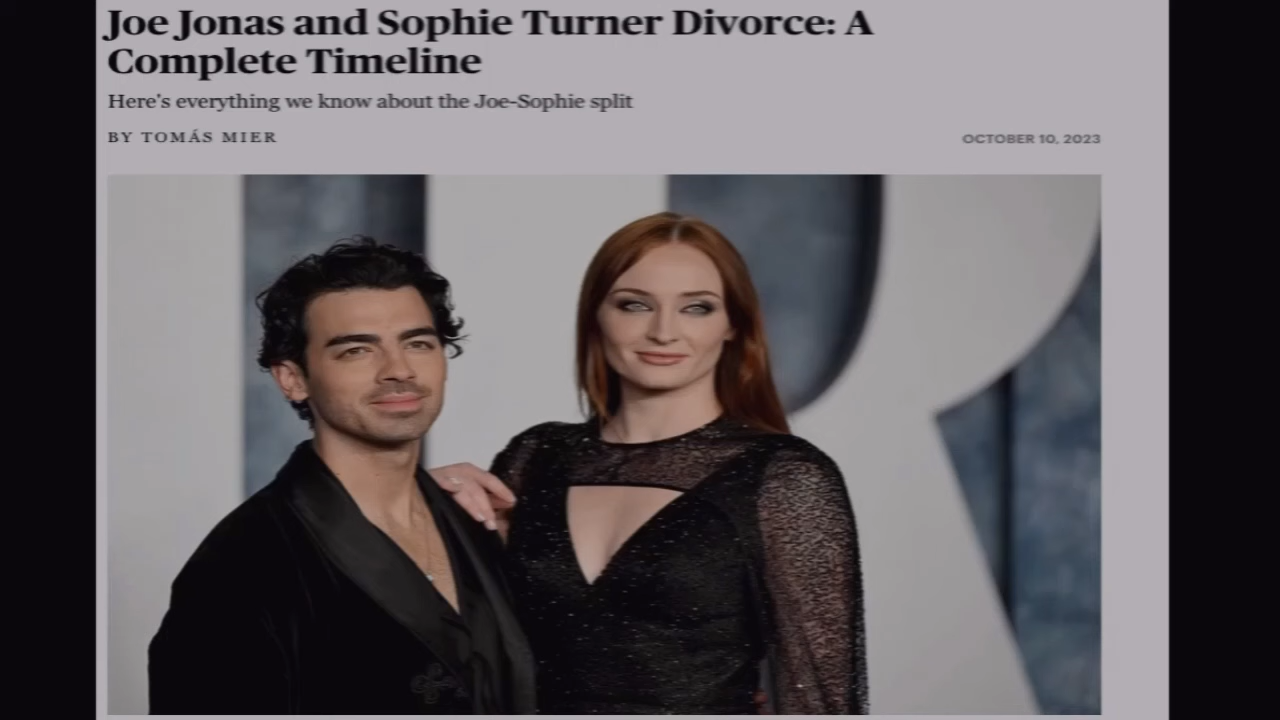 Joe Jonas and Sophie Turner Divorce: A
Complete Timeline
Here's everything we know about the Joe-Sophie split
BY TOMÁS MIER
OCTOBER 10, 2023